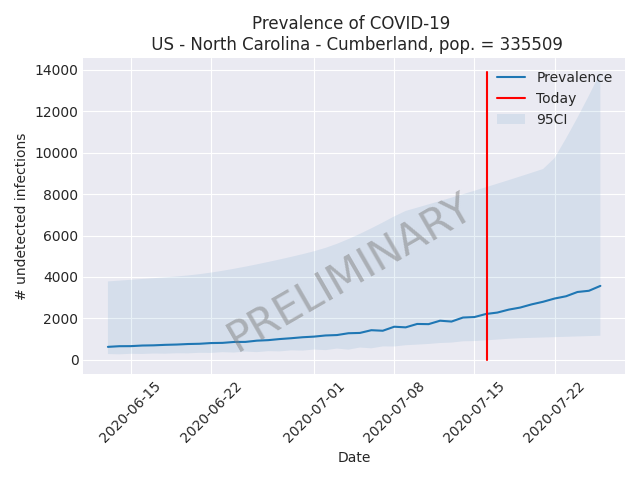 Prevalence of COVID-19
US - North Carolina - Cumberland, pop. = 335509
14000
12000
10000
8000
6000
4000
2000
0
# undetected infections
Prevalence
Today
95CI
PRELIMINARY
2020-06-15
2020-06-22
2020-07-01
2020-07-08
2020-07-15
2020-07-22
Date